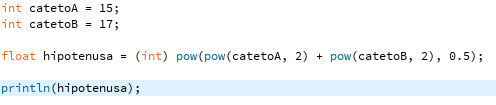 int catetoA = 15;
int catetoB = 17;
float hipotenusa = (int) pow(pow(catetoA, 2) + pow(catetoB, 2), 0.5);
println(hipotenusa);